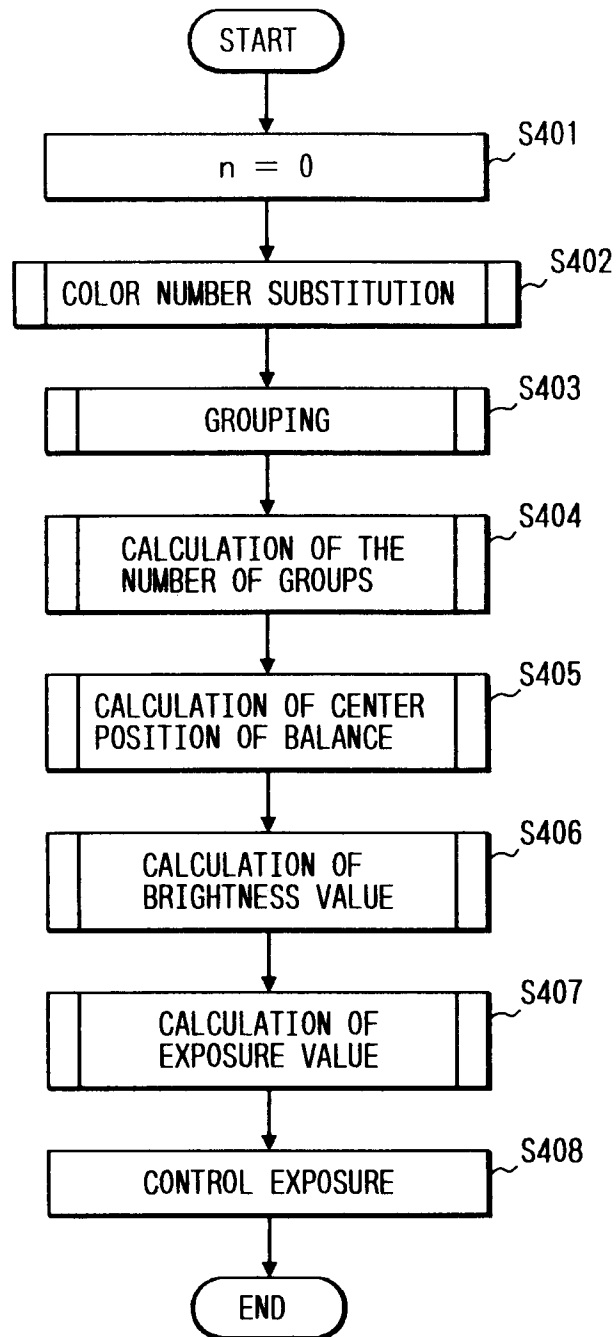 START
S401
n = 0
S402
COLOR NUMBER SUBSTITUTION
S403
GROUPING
S404
CALCULATION OF THE
NUMBER OF GROUPS
S405
CALCULATION OF CENTER
POSITION OF BALANCE
S406
CALCULATION OF
BRIGHTNESS VALUE
S407
CALCULATION OF
EXPOSURE VALUE
S408
CONTROL EXPOSURE
END